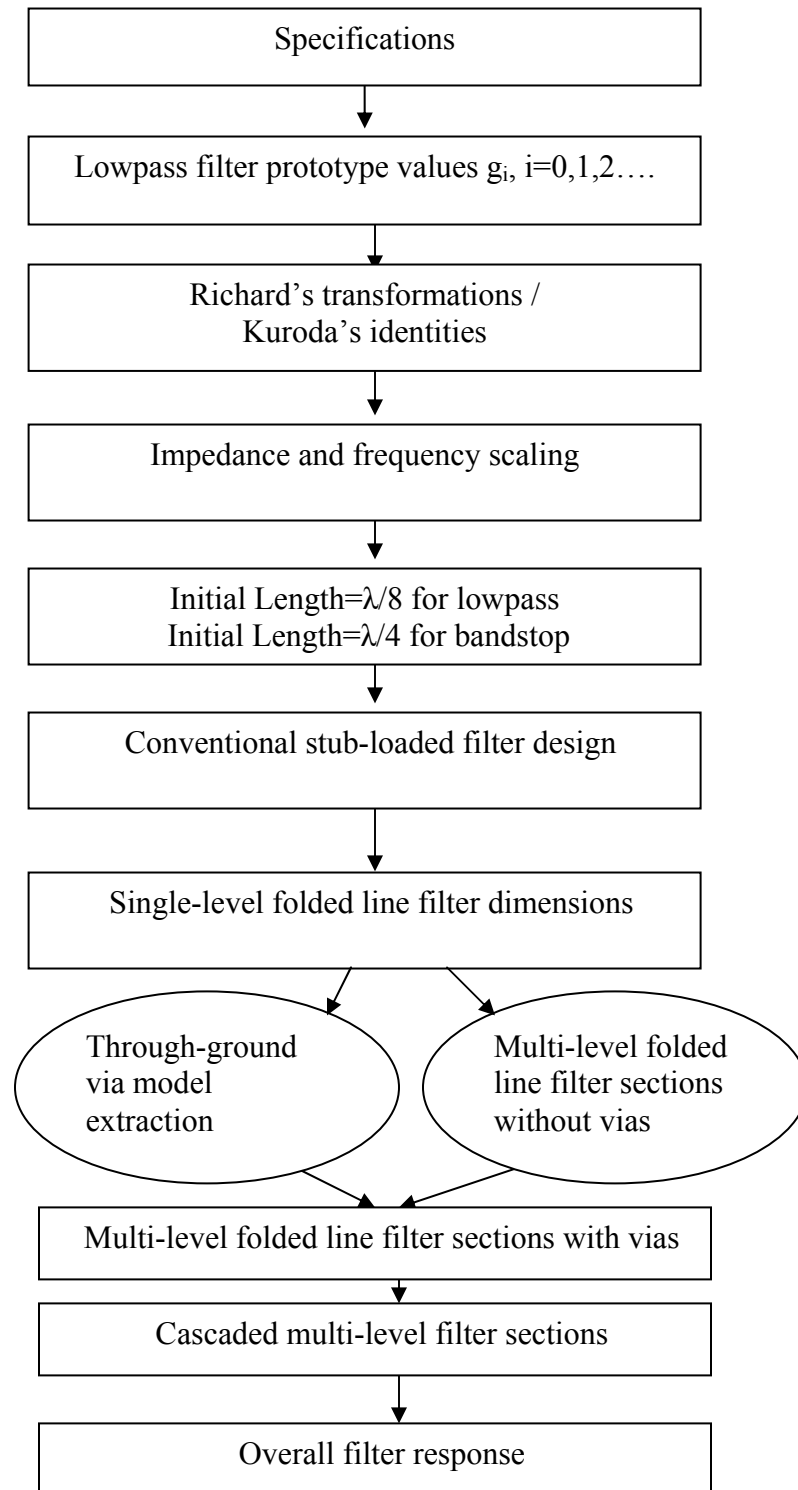 Specifications
Lowpass filter prototype values gᵢ, i=0,1,2….
Richard’s transformations /
Kuroda’s identities
Impedance and frequency scaling
Initial Length=λ/8 for lowpass
Initial Length=λ/4 for bandstop
Conventional stub-loaded filter design
Single-level folded line filter dimensions
Through-ground
via model
extraction
Multi-level folded
line filter sections
without vias
Multi-level folded line filter sections with vias
Cascaded multi-level filter sections
Overall filter response